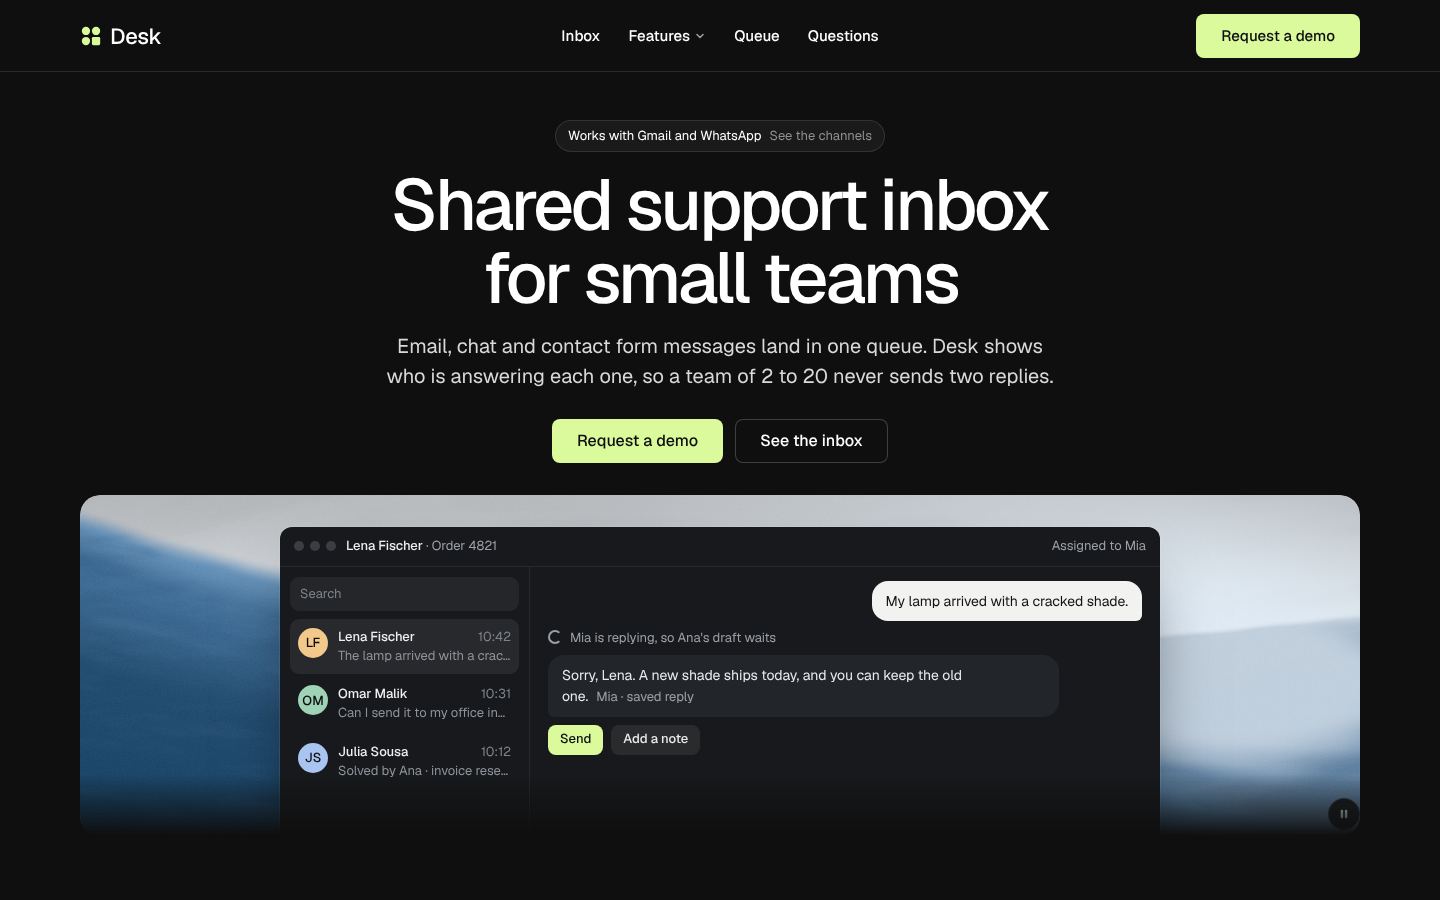 Desk
Inbox
Features
Queue
Questions
Request a demo
Works with Gmail and WhatsApp See the channels
Shared support inbox
for small teams
Email, chat and contact form messages land in one queue. Desk shows
who is answering each one, so a team of 2 to 20 never sends two replies.
Request a demo
See the inbox
Lena Fischer · Order 4821
Assigned to Mia
Search
LF
Lena Fischer 10:42
The lamp arrived with a crac...
OM
Omar Malik 10:31
Can I send it to my office in...
JS
Julia Sousa 10:12
Solved by Ana · invoice rese...
My lamp arrived with a cracked shade.
Mia is replying, so Ana's draft waits
Sorry, Lena. A new shade ships today, and you can keep the old
one. Mia · saved reply
Send
Add a note